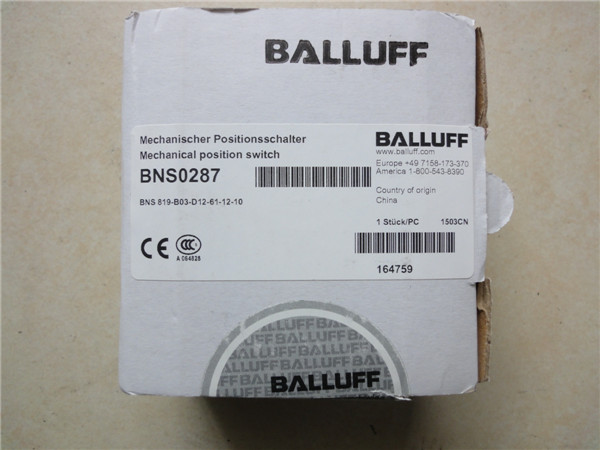 BALLUFF
Mechanischer Positionsschalter
Mechanical position switch
BNS0287
BNS 819-B03-D12-61-12-10
CE
CCC
A 064626
BALLUFF
www.balluff.com
Europe +49 7158-173-370
America 1-800-543-8390
Country of origin
China
1 Stück/PC 1503CN
164759
BALLUFF